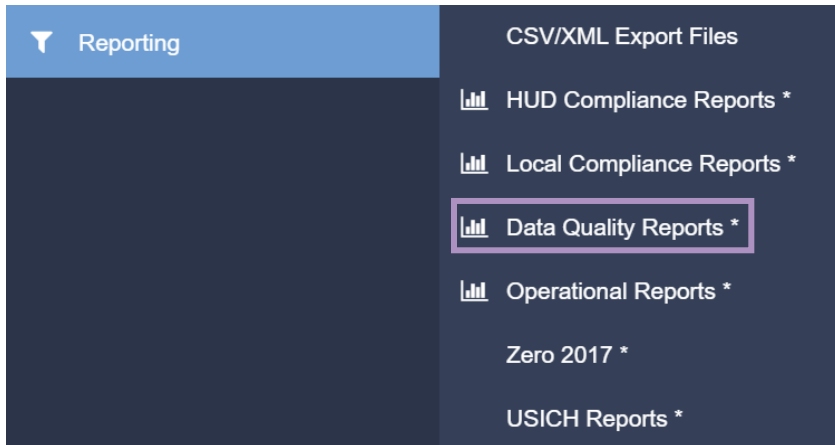 Reporting
CSV/XML Export Files
HUD Compliance Reports *
Local Compliance Reports *
Data Quality Reports *
Operational Reports *
Zero 2017 *
USICH Reports *